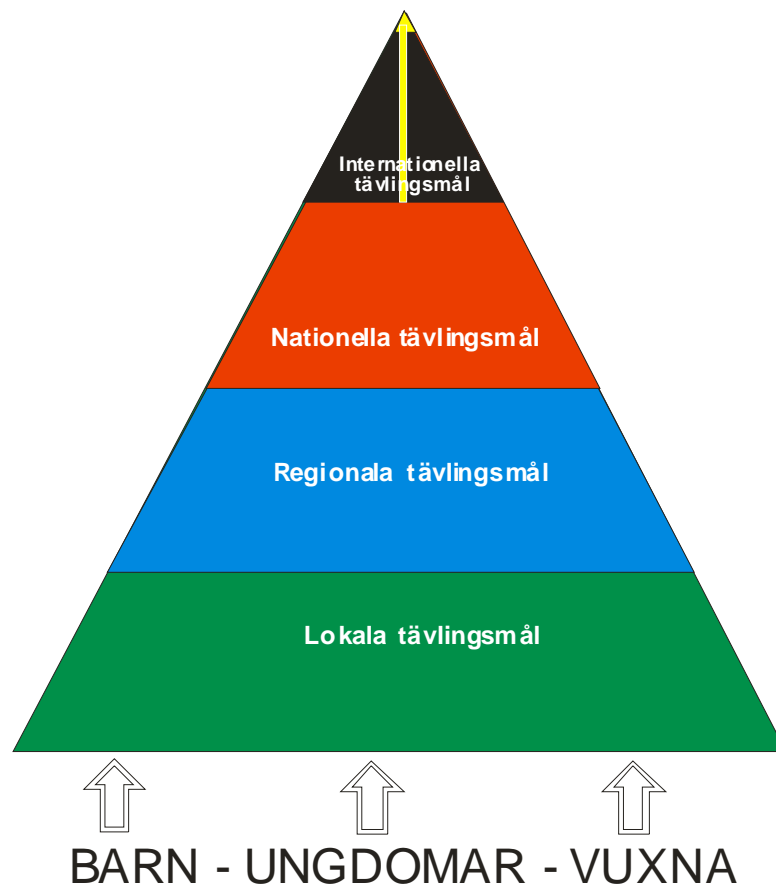 Internationella
tävlingsmål
Nationella tävlingsmål
Regionala tävlingsmål
Lokala tävlingsmål
BARN - UNGDOMAR - VUXNA